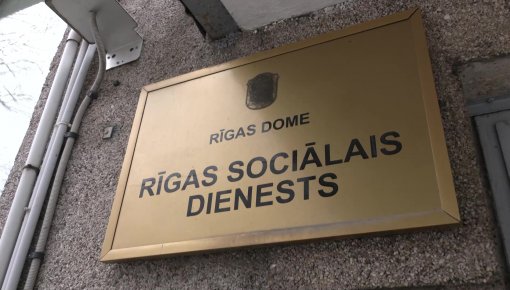 RĪGAS DOME
RĪGAS SOCIĀLAIS
DIENESTS